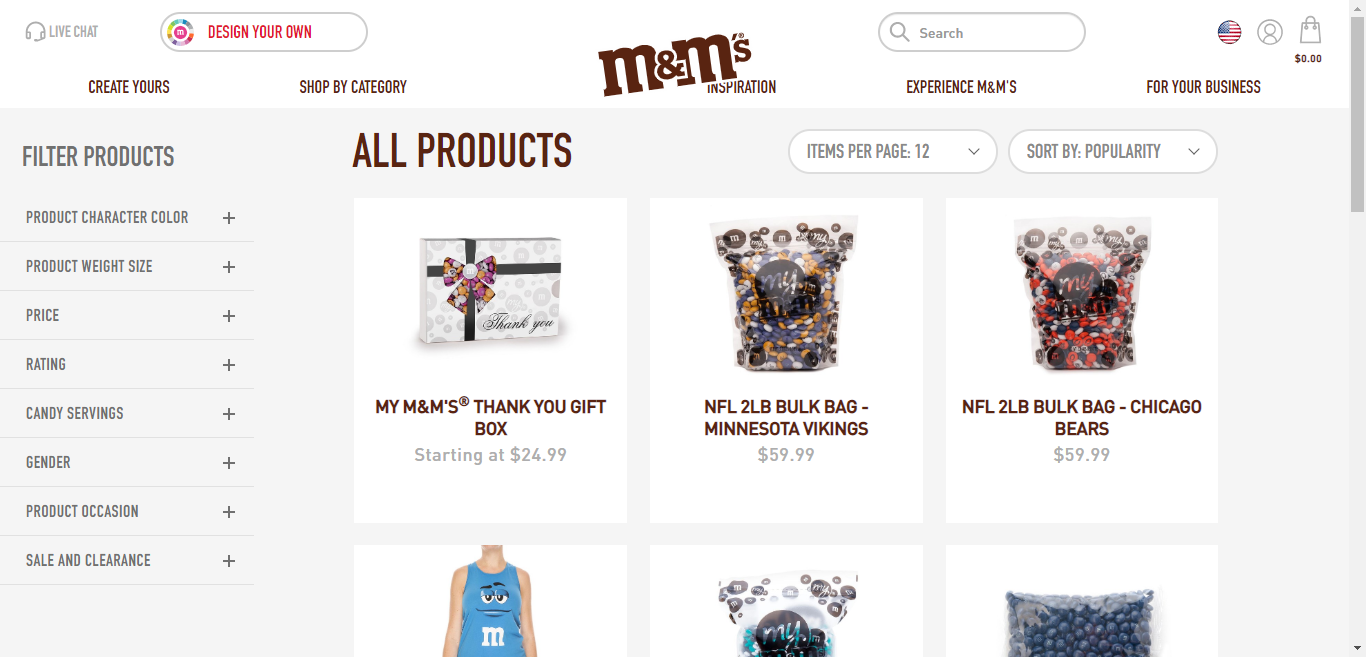 LIVE CHAT
DESIGN YOUR OWN
m&m's®
Search
$0.00
CREATE YOURS
SHOP BY CATEGORY
INSPIRATION
EXPERIENCE M&M'S
FOR YOUR BUSINESS
FILTER PRODUCTS
PRODUCT CHARACTER COLOR
PRODUCT WEIGHT SIZE
PRICE
RATING
CANDY SERVINGS
GENDER
PRODUCT OCCASION
SALE AND CLEARANCE
ALL PRODUCTS
ITEMS PER PAGE: 12
SORT BY: POPULARITY
Thank you
MY M&M'S® THANK YOU GIFT
BOX
Starting at $24.99
my
NFL 2LB BULK BAG -
MINNESOTA VIKINGS
$59.99
my
NFL 2LB BULK BAG - CHICAGO
BEARS
$59.99
m
my